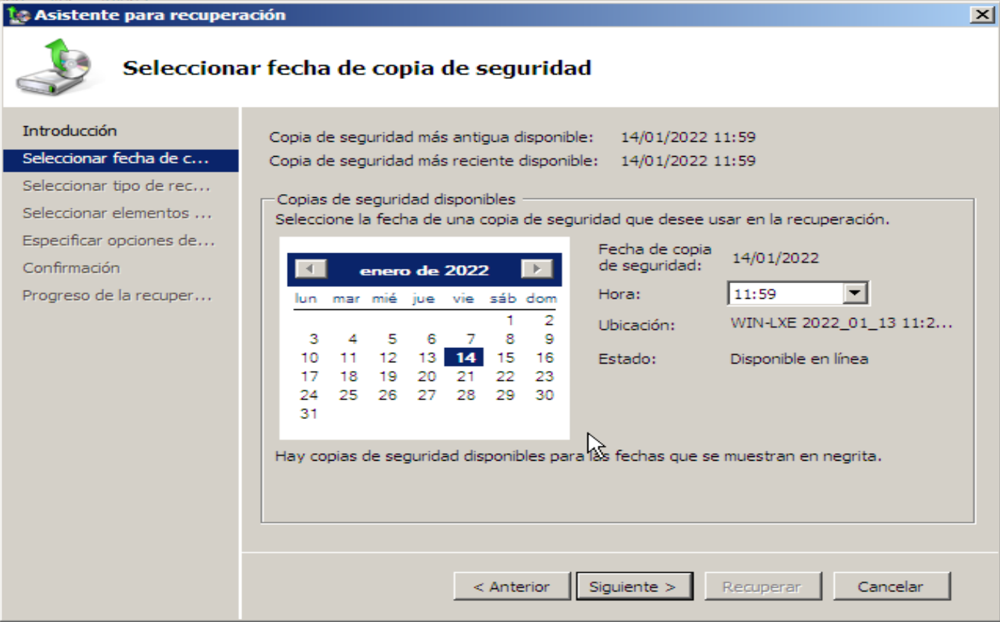 Asistente para recuperación
Seleccionar fecha de copia de seguridad
Introducción
Seleccionar fecha de c...
Seleccionar tipo de rec...
Seleccionar elementos ...
Especificar opciones de...
Confirmación
Progreso de la recuper...
Copia de seguridad más antigua disponible: 14/01/2022 11:59
Copia de seguridad más reciente disponible: 14/01/2022 11:59
Copias de seguridad disponibles
Seleccione la fecha de una copia de seguridad que desee usar en la recuperación.
enero de 2022
lun mar mié jue vie sáb dom
1 2
3 4 5 6 7 8 9
10 11 12 13 14 15 16
17 18 19 20 21 22 23
24 25 26 27 28 29 30
31
Fecha de copia
de seguridad: 14/01/2022
Hora: 11:59
Ubicación: WIN-LXE 2022_01_13 11:2...
Estado: Disponible en línea
Hay copias de seguridad disponibles para las fechas que se muestran en negrita.
< Anterior Siguiente > Recuperar Cancelar